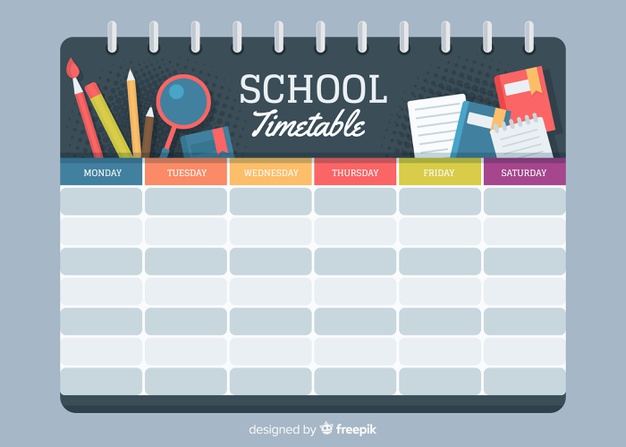 SCHOOL
Timetable
MONDAY TUESDAY WEDNESDAY THURSDAY FRIDAY SATURDAY
designed by freepik